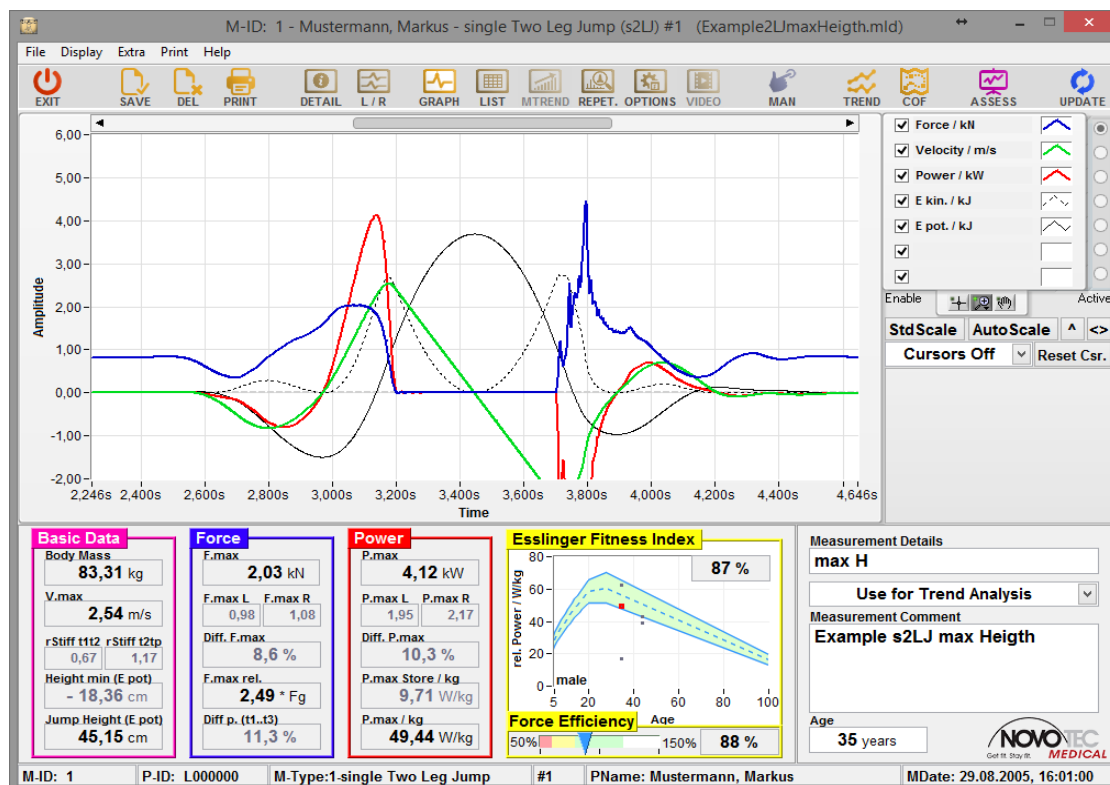 M-ID: 1 - Mustermann, Markus - single Two Leg Jump (s2LJ) #1 (Example2LJmaxHeigth.mld)
File Display Extra Print Help
EXIT SAVE DEL PRINT DETAIL L / R GRAPH LIST MTREND REPET. OPTIONS VIDEO MAN TREND COF ASSESS UPDATE
6,00
5,00
4,00
3,00
2,00
1,00
0,00
-1,00
-2,00
Amplitude
2,246s 2,400s 2,600s 2,800s 3,000s 3,200s 3,400s 3,600s 3,800s 4,000s 4,200s 4,400s 4,646s
Time
Force / kN
Velocity / m/s
Power / kW
E kin. / kJ
E pot. / kJ
Enable Active
StdScale AutoScale ^ <>
Cursors Off Reset Csr.
Basic Data
Body Mass
83,31 kg
V.max
2,54 m/s
rStiff t1t2 rStiff t2tp
0,67 1,17
Height min (E pot)
- 18,36 cm
Jump Height (E pot)
45,15 cm
Force
F.max
2,03 kN
F.max L F.max R
0,98 1,08
Diff. F.max
8,6 %
F.max rel.
2,49 * Fg
Diff p. (t1..t3)
11,3 %
Power
P.max
4,12 kW
P.max L P.max R
1,95 2,17
Diff. P.max
10,3 %
P.max Store / kg
9,71 W/kg
P.max / kg
49,44 W/kg
Esslinger Fitness Index
87 %
rel. Power / W/kg
80
60
40
20
0
male
5 20 40 60 80 100
Age
Force Efficiency
50% 150% 88 %
Measurement Details
max H
Use for Trend Analysis
Measurement Comment
Example s2LJ max Heigth
Age
35 years
NOVOTEC
MEDICAL
Get fit. Stay fit.
M-ID: 1 P-ID: L000000 M-Type:1-single Two Leg Jump #1 PName: Mustermann, Markus MDate: 29.08.2005, 16:01:00